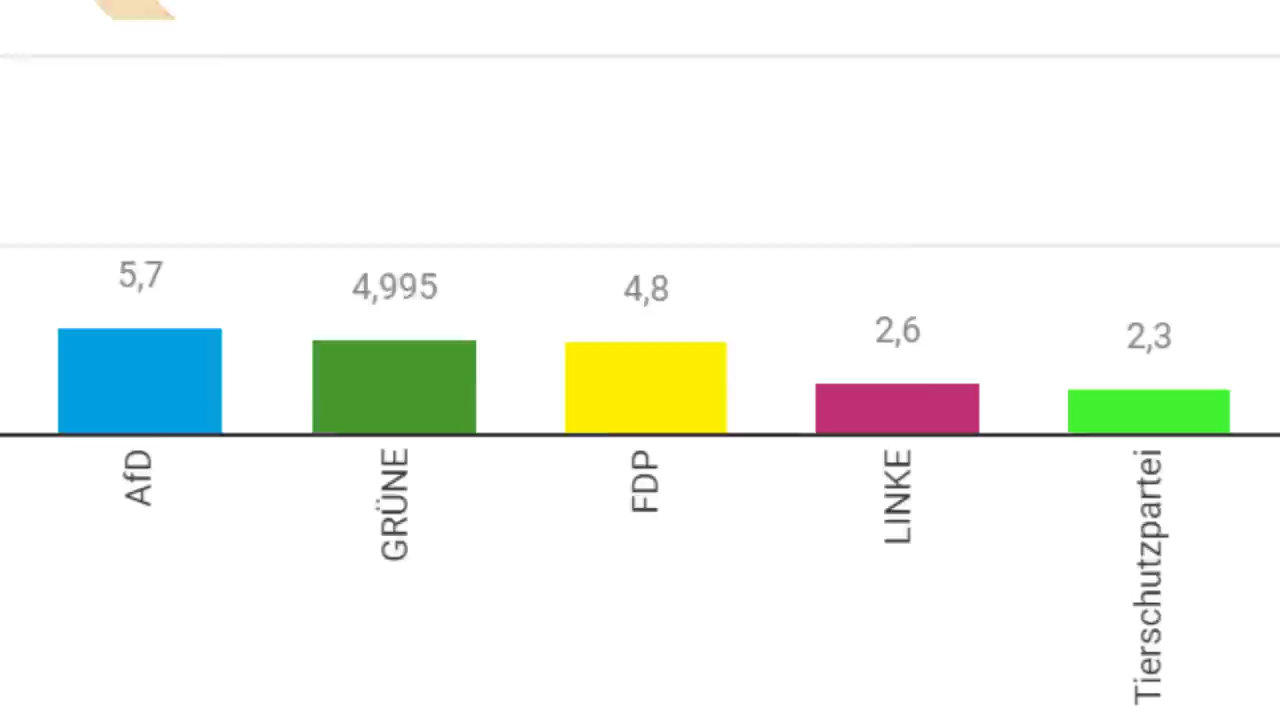 5,7
4,995
4,8
2,6
2,3
AfD
GRÜNE
FDP
LINKE
Tierschutzpartei